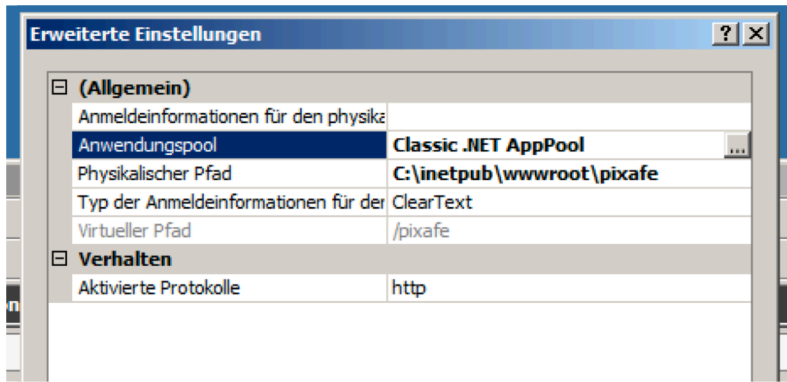 Erweiterte Einstellungen
(Allgemein)
Anmeldeinformationen für den physika
Anwendungspool Classic .NET AppPool ...
Physikalischer Pfad C:\inetpub\wwwroot\pixafe
Typ der Anmeldeinformationen für der ClearText
Virtueller Pfad /pixafe
Verhalten
Aktivierte Protokolle http